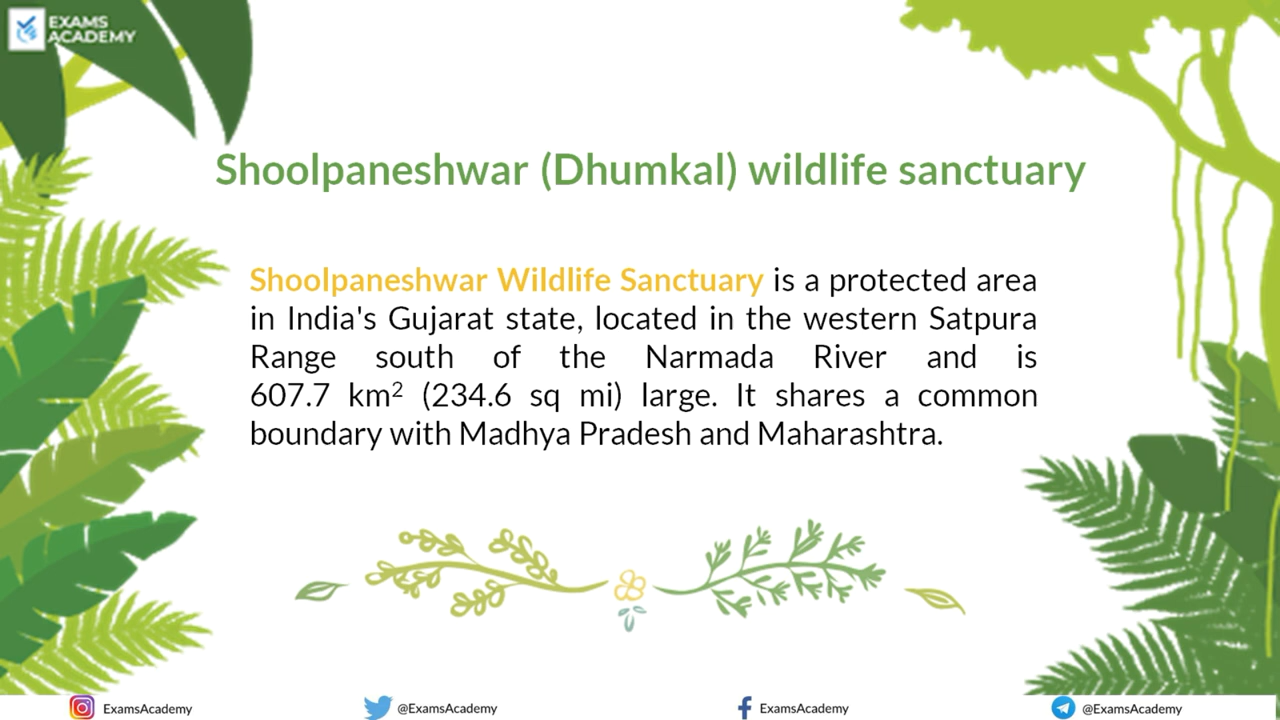 EXAMS
ACADEMY
Shoolpaneshwar (Dhumkal) wildlife sanctuary
Shoolpaneshwar Wildlife Sanctuary is a protected area
in India's Gujarat state, located in the western Satpura
Range south of the Narmada River and is
607.7 km² (234.6 sq mi) large. It shares a common
boundary with Madhya Pradesh and Maharashtra.
ExamsAcademy
@ExamsAcademy
ExamsAcademy
@ExamsAcademy